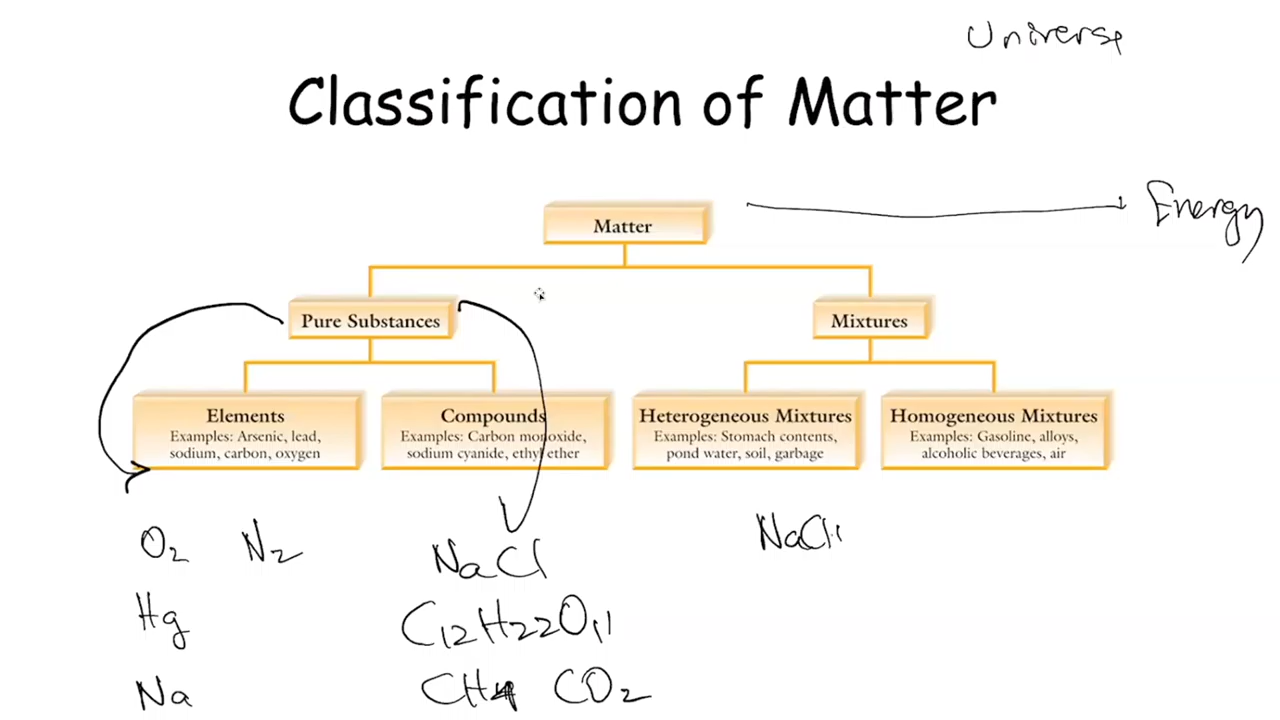 Universe
Classification of Matter
Matter
Energy
Pure Substances
Mixtures
Elements
Examples: Arsenic, lead,
sodium, carbon, oxygen
Compounds
Examples: Carbon monoxide,
sodium cyanide, ethyl ether
Heterogeneous Mixtures
Examples: Stomach contents,
pond water, soil, garbage
Homogeneous Mixtures
Examples: Gasoline, alloys,
alcoholic beverages, air
O2 N2
NaCl
NaCl
Hg
C12H22O11
Na
CH4 CO2